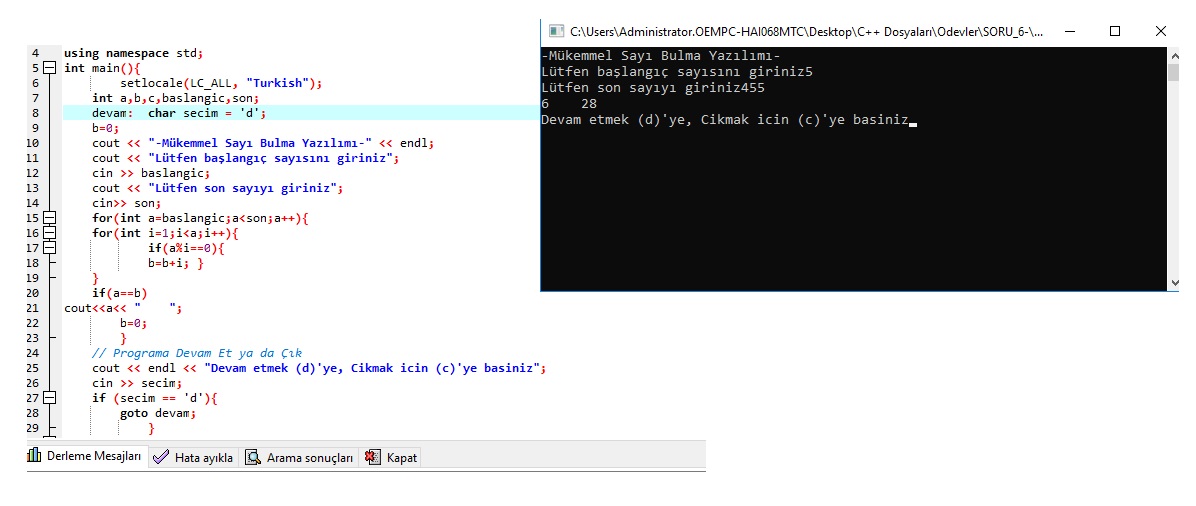 4 using namespace std;
5 int main(){
6 setlocale(LC_ALL, "Turkish");
7 int a,b,c,baslangic,son;
8 devam: char secim = 'd';
9 b=0;
10 cout << "-Mükemmel Sayı Bulma Yazılımı-" << endl;
11 cout << "Lütfen başlangıç sayısını giriniz";
12 cin >> baslangic;
13 cout << "Lütfen son sayıyı giriniz";
14 cin>> son;
15 for(int a=baslangic;a<son;a++){
16 for(int i=1;i<a;i++){
17 if(a%i==0){
18 b=b+i; }
19 }
20 if(a==b)
21 cout<<a<< "    ";
22 b=0;
23 }
24 // Programa Devam Et ya da Çık
25 cout << endl << "Devam etmek (d)'ye, Cikmak icin (c)'ye basiniz";
26 cin >> secim;
27 if (secim == 'd'){
28 goto devam;
29 }
Derleme Mesajları Hata ayıkla Arama sonuçları Kapat
C:\Users\Administrator.OEMPC-HAI068MTC\Desktop\C++ Dosyaları\Odevler\SORU_6-\...
-Mükemmel Sayı Bulma Yazılımı-
Lütfen başlangıç sayısını giriniz5
Lütfen son sayıyı giriniz455
6    28
Devam etmek (d)'ye, Cikmak icin (c)'ye basiniz